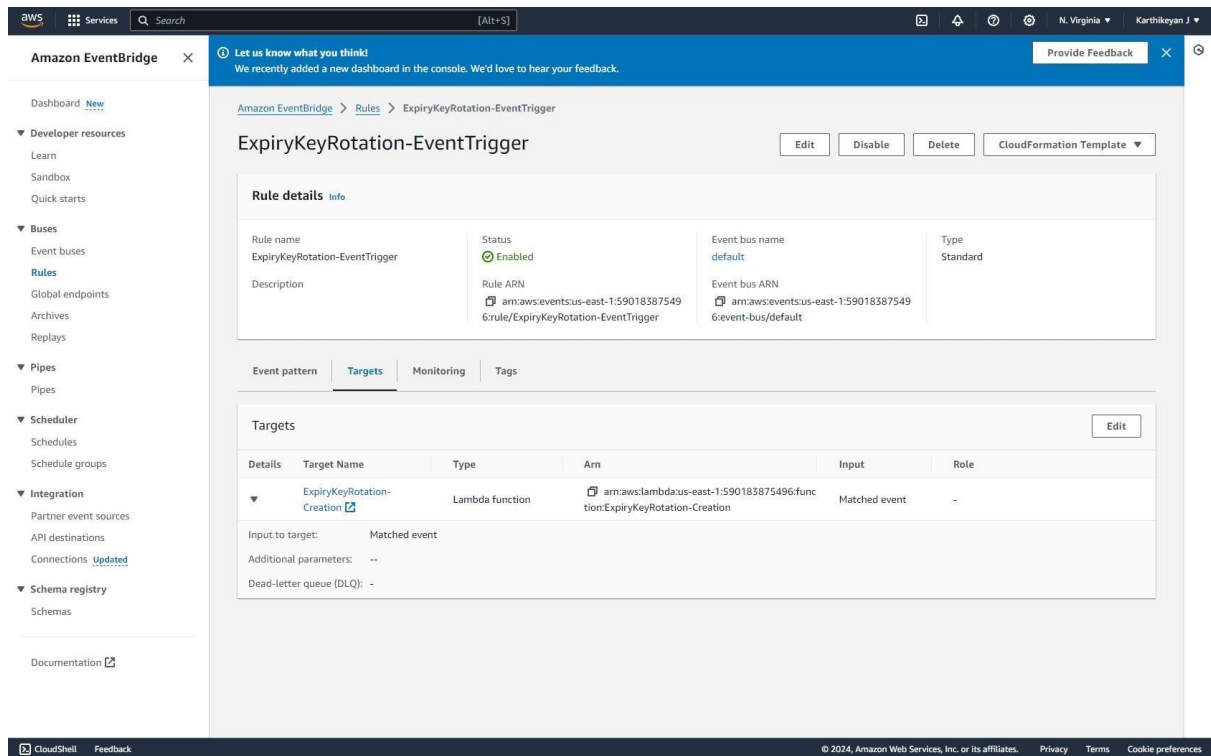 aws Services Search [Alt+S] N. Virginia ▼ Karthikeyan J ▼
Amazon EventBridge
Let us know what you think!
We recently added a new dashboard in the console. We'd love to hear your feedback.
Provide Feedback
Dashboard New
Developer resources
Learn
Sandbox
Quick starts
Buses
Event buses
Rules
Global endpoints
Archives
Replays
Pipes
Pipes
Scheduler
Schedules
Schedule groups
Integration
Partner event sources
API destinations
Connections Updated
Schema registry
Schemas
Documentation
Amazon EventBridge > Rules > ExpiryKeyRotation-EventTrigger
ExpiryKeyRotation-EventTrigger
Edit Disable Delete CloudFormation Template ▼
Rule details Info
Rule name
ExpiryKeyRotation-EventTrigger
Description
Status
Enabled
Rule ARN
arn:aws:events:us-east-1:59018387549
6:rule/ExpiryKeyRotation-EventTrigger
Event bus name
default
Event bus ARN
arn:aws:events:us-east-1:59018387549
6:event-bus/default
Type
Standard
Event pattern Targets Monitoring Tags
Targets
Edit
Details Target Name Type Arn Input Role
ExpiryKeyRotation-
Creation
Lambda function
arn:aws:lambda:us-east-1:590183875496:func
tion:ExpiryKeyRotation-Creation
Matched event
-
Input to target: Matched event
Additional parameters: --
Dead-letter queue (DLQ): -
CloudShell Feedback © 2024, Amazon Web Services, Inc. or its affiliates. Privacy Terms Cookie preferences